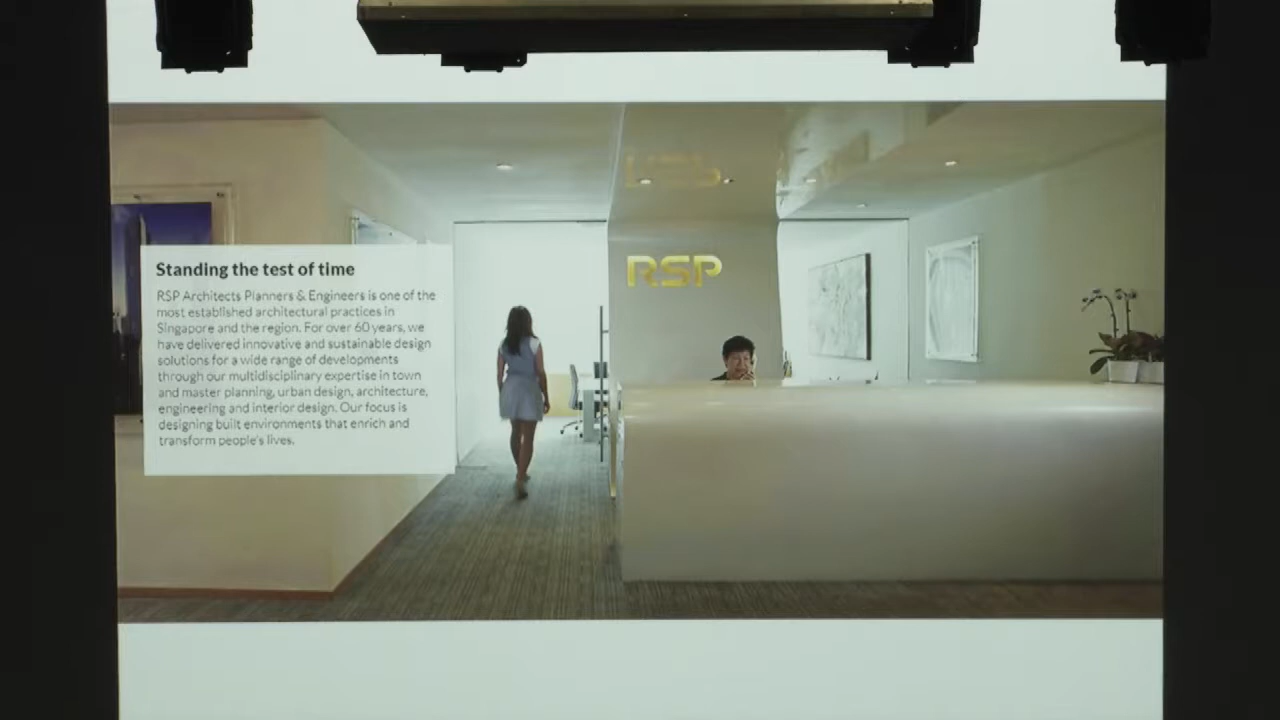 Standing the test of time
RSP Architects Planners & Engineers is one of the
most established architectural practices in
Singapore and the region. For over 60 years, we
have delivered innovative and sustainable design
solutions for a wide range of developments
through our multidisciplinary expertise in town
and master planning, urban design, architecture,
engineering and interior design. Our focus is
designing built environments that enrich and
transform people's lives.
RSP